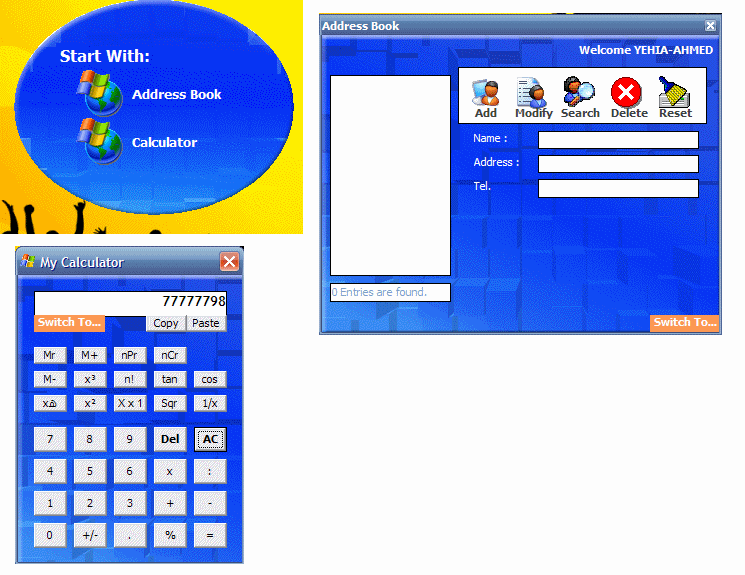 Start With:
Address Book
Calculator
Address Book
Welcome YEHIA-AHMED
Add Modify Search Delete Reset
Name :
Address :
Tel.
0 Entries are found.
Switch To...
My Calculator
77777798
Switch To... Copy Paste
Mr M+ nPr nCr
M- x³ n! tan cos
x² X x 1 Sqr 1/x
7 8 9 Del AC
4 5 6 x :
1 2 3 + -
0 +/- . % =